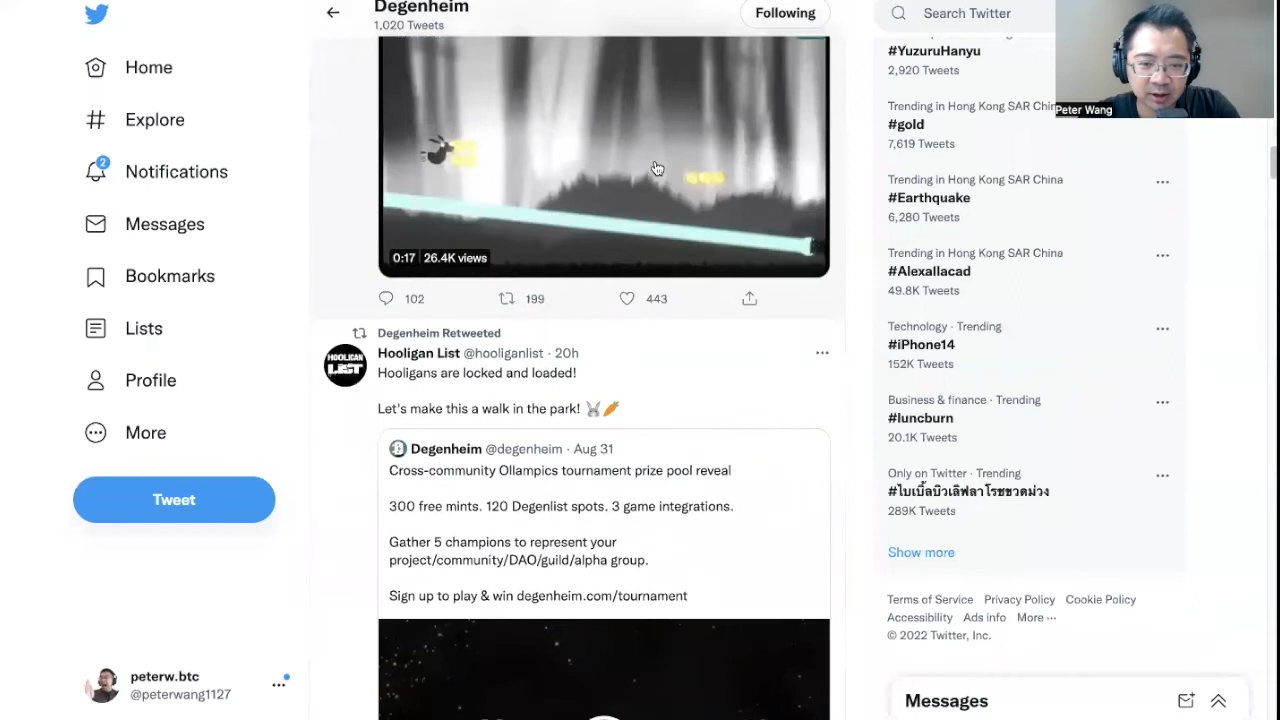 Home
Explore
2
Notifications
Messages
Bookmarks
Lists
Profile
More
Tweet
peterw.btc
@peterwang1127
Degenheim
1,020 Tweets
Following
0:17 26.4K views
102
199
443
Degenheim Retweeted
HOOLIGAN
LIST
Hooligan List @hooliganlist · 20h
Hooligans are locked and loaded!
Let's make this a walk in the park! 🐰🥕
Degenheim @degenheim · Aug 31
Cross-community Ollampics tournament prize pool reveal
300 free mints. 120 Degenlist spots. 3 game integrations.
Gather 5 champions to represent your
project/community/DAO/guild/alpha group.
Sign up to play & win degenheim.com/tournament
Search Twitter
#YuzuruHanyu
2,920 Tweets
Trending in Hong Kong SAR
#gold
7,619 Tweets
Trending in Hong Kong SAR China
#Earthquake
6,280 Tweets
Trending in Hong Kong SAR China
#Alexallacad
49.8K Tweets
Technology · Trending
#iPhone14
152K Tweets
Business & finance · Trending
#luncburn
20.1K Tweets
Only on Twitter · Trending
#ไบเบิ้ลบิวเลิฟลาโรชขวดม่วง
289K Tweets
Show more
Terms of Service Privacy Policy Cookie Policy
Accessibility Ads info More ···
© 2022 Twitter, Inc.
Messages
Peter Wang